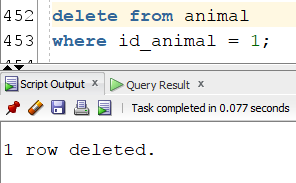 452 delete from animal
453 where id_animal = 1;
454
Script Output x Query Result x
Task completed in 0.077 seconds
1 row deleted.